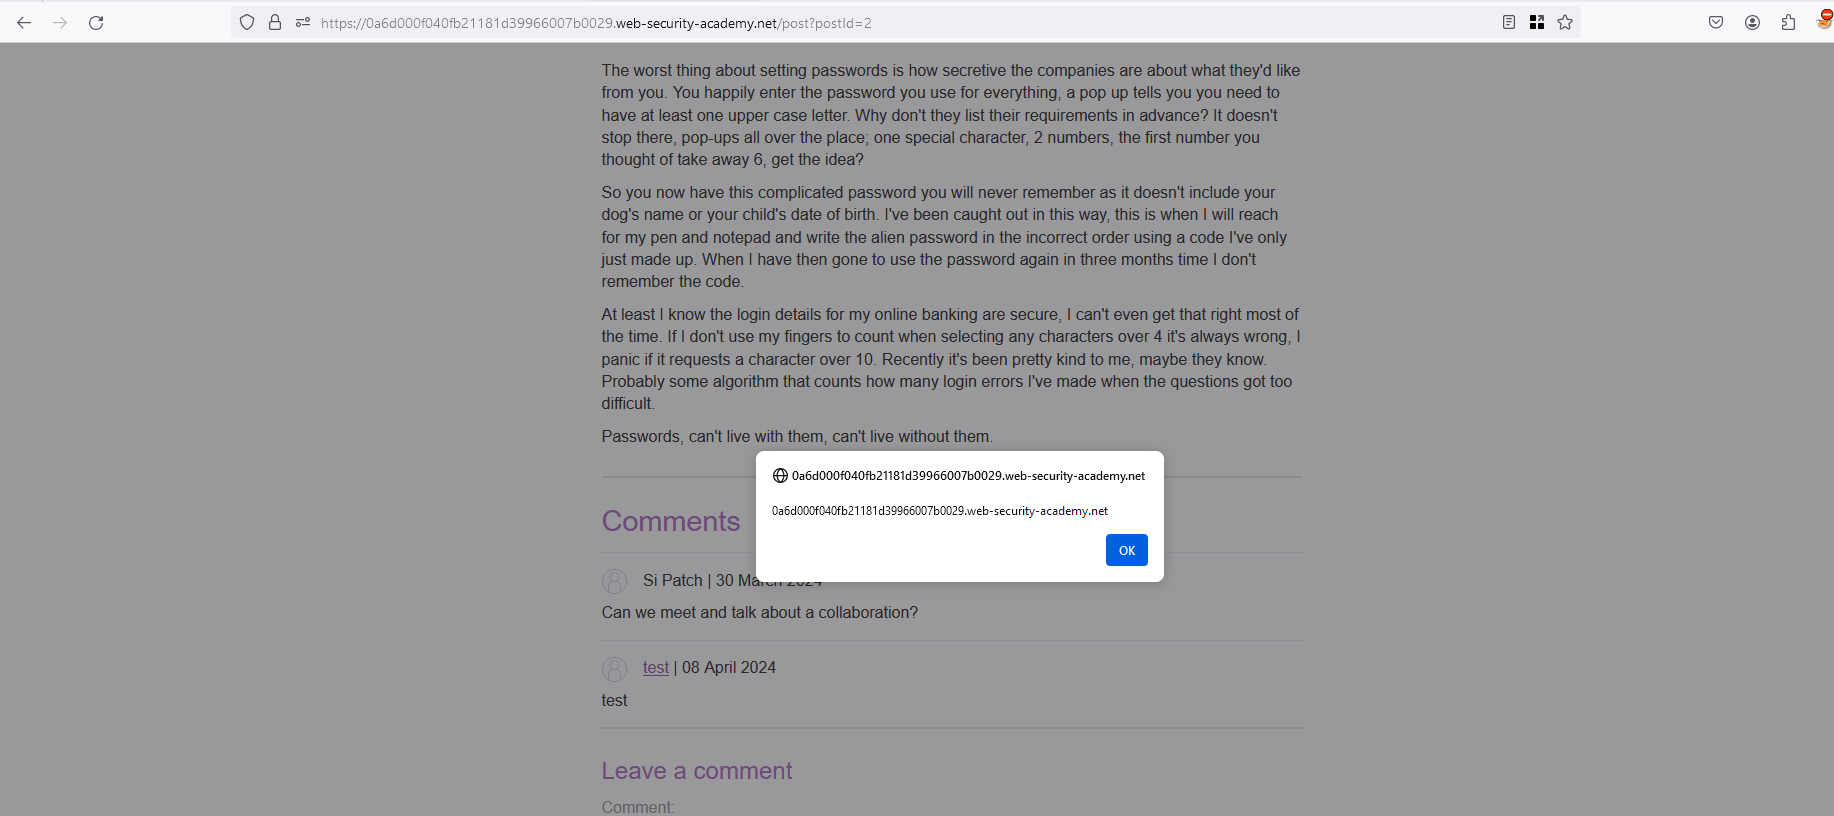 https://0a6d000f040fb21181d39966007b0029.web-security-academy.net/post?postId=2
The worst thing about setting passwords is how secretive the companies are about what they'd like
from you. You happily enter the password you use for everything, a pop up tells you you need to
have at least one upper case letter. Why don't they list their requirements in advance? It doesn't
stop there, pop-ups all over the place; one special character, 2 numbers, the first number you
thought of take away 6, get the idea?
So you now have this complicated password you will never remember as it doesn't include your
dog's name or your child's date of birth. I've been caught out in this way, this is when I will reach
for my pen and notepad and write the alien password in the incorrect order using a code I've only
just made up. When I have then gone to use the password again in three months time I don't
remember the code.
At least I know the login details for my online banking are secure, I can't even get that right most of
the time. If I don't use my fingers to count when selecting any characters over 4 it's always wrong, I
panic if it requests a character over 10. Recently it's been pretty kind to me, maybe they know.
Probably some algorithm that counts how many login errors I've made when the questions got too
difficult.
Passwords, can't live with them, can't live without them.
0a6d000f040fb21181d39966007b0029.web-security-academy.net
0a6d000f040fb21181d39966007b0029.web-security-academy.net
OK
Comments
Si Patch | 30 March 2024
Can we meet and talk about a collaboration?
test | 08 April 2024
test
Leave a comment
Comment: